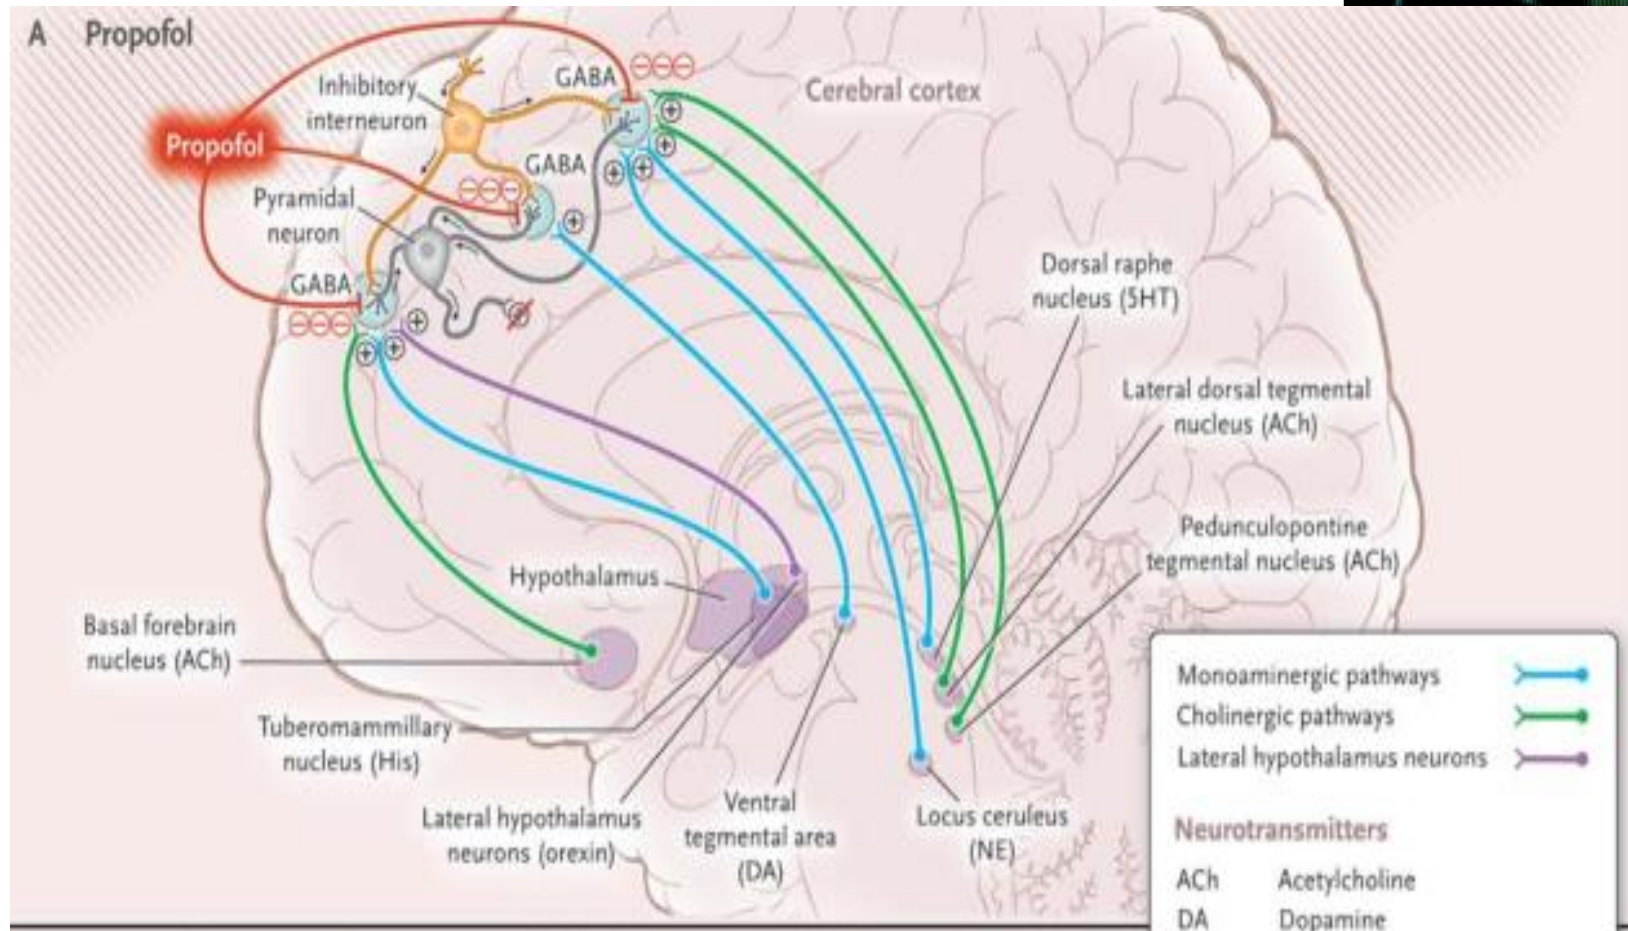 A Propofol
Inhibitory
interneuron
GABA
Cerebral cortex
Propofol
GABA
Pyramidal
neuron
GABA
Dorsal raphe
nucleus (5HT)
Lateral dorsal tegmental
nucleus (ACh)
Pedunculopontine
tegmental nucleus (ACh)
Hypothalamus
Basal forebrain
nucleus (ACh)
Tuberomammillary
nucleus (His)
Lateral hypothalamus
neurons (orexin)
Ventral
tegmental area
(DA)
Locus ceruleus
(NE)
Monoaminergic pathways
Cholinergic pathways
Lateral hypothalamus neurons
Neurotransmitters
ACh Acetylcholine
DA Dopamine